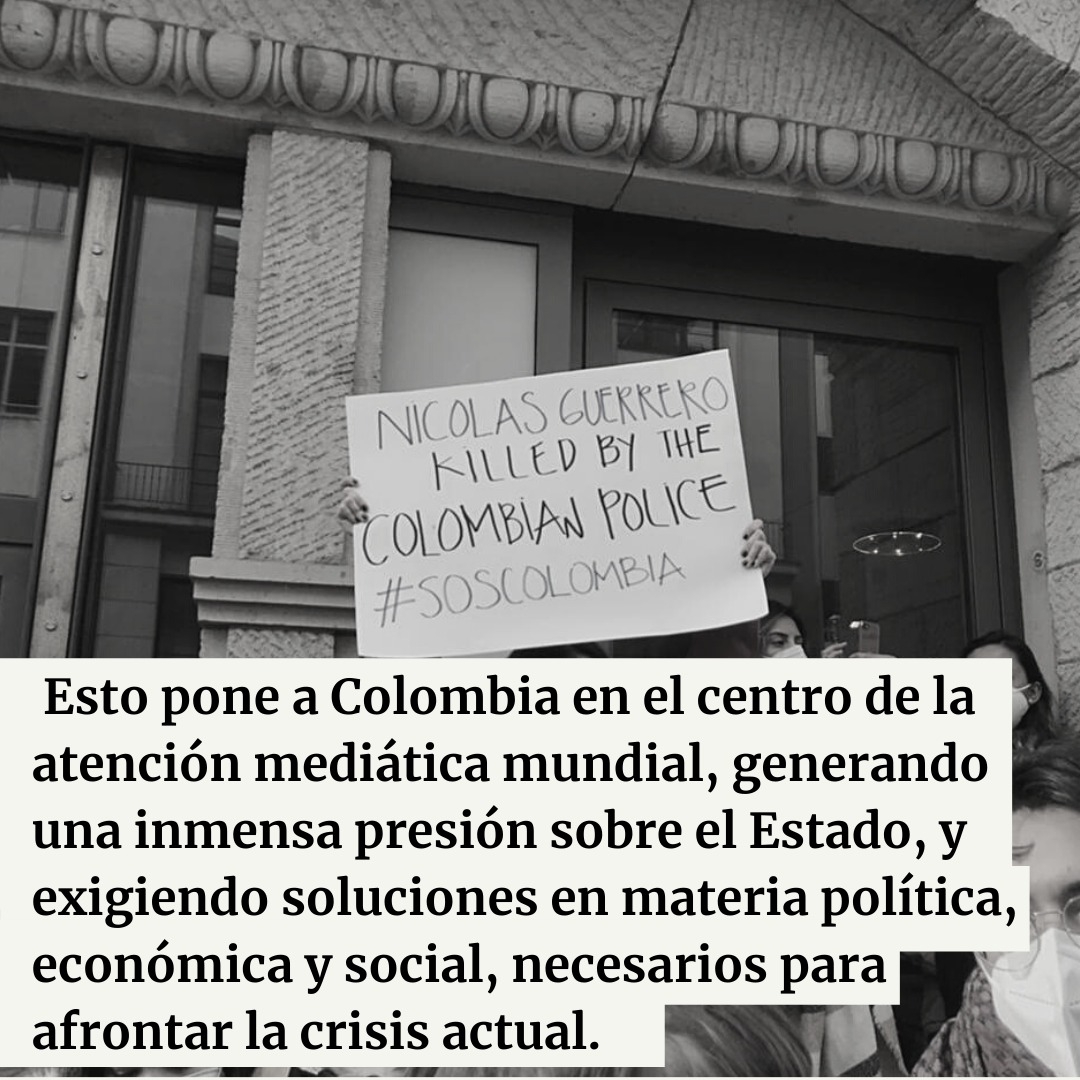 NICOLAS GUERRERO
KILLED BY THE
COLOMBIAN POLICE
#SOSCOLOMBIA
Esto pone a Colombia en el centro de la
atención mediática mundial, generando
una inmensa presión sobre el Estado, y
exigiendo soluciones en materia política,
económica y social, necesarios para
afrontar la crisis actual.